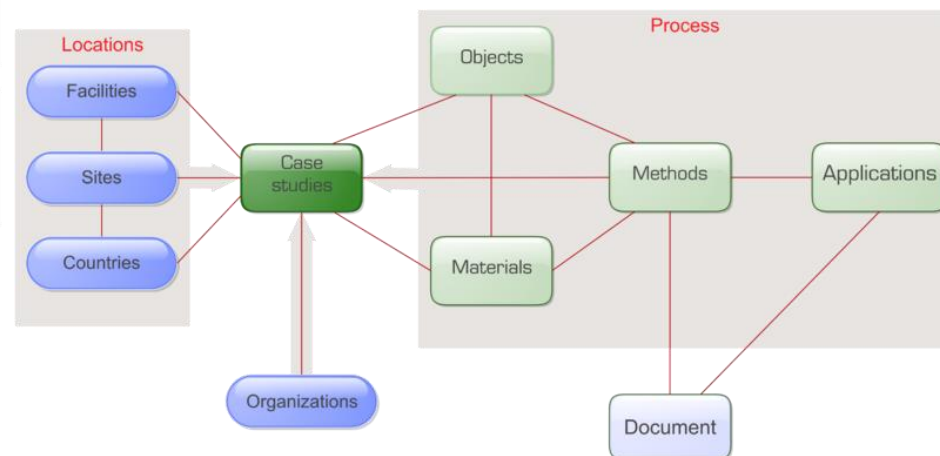 Locations
Facilities
Sites
Countries
Case
studies
Organizations
Process
Objects
Methods
Applications
Materials
Document